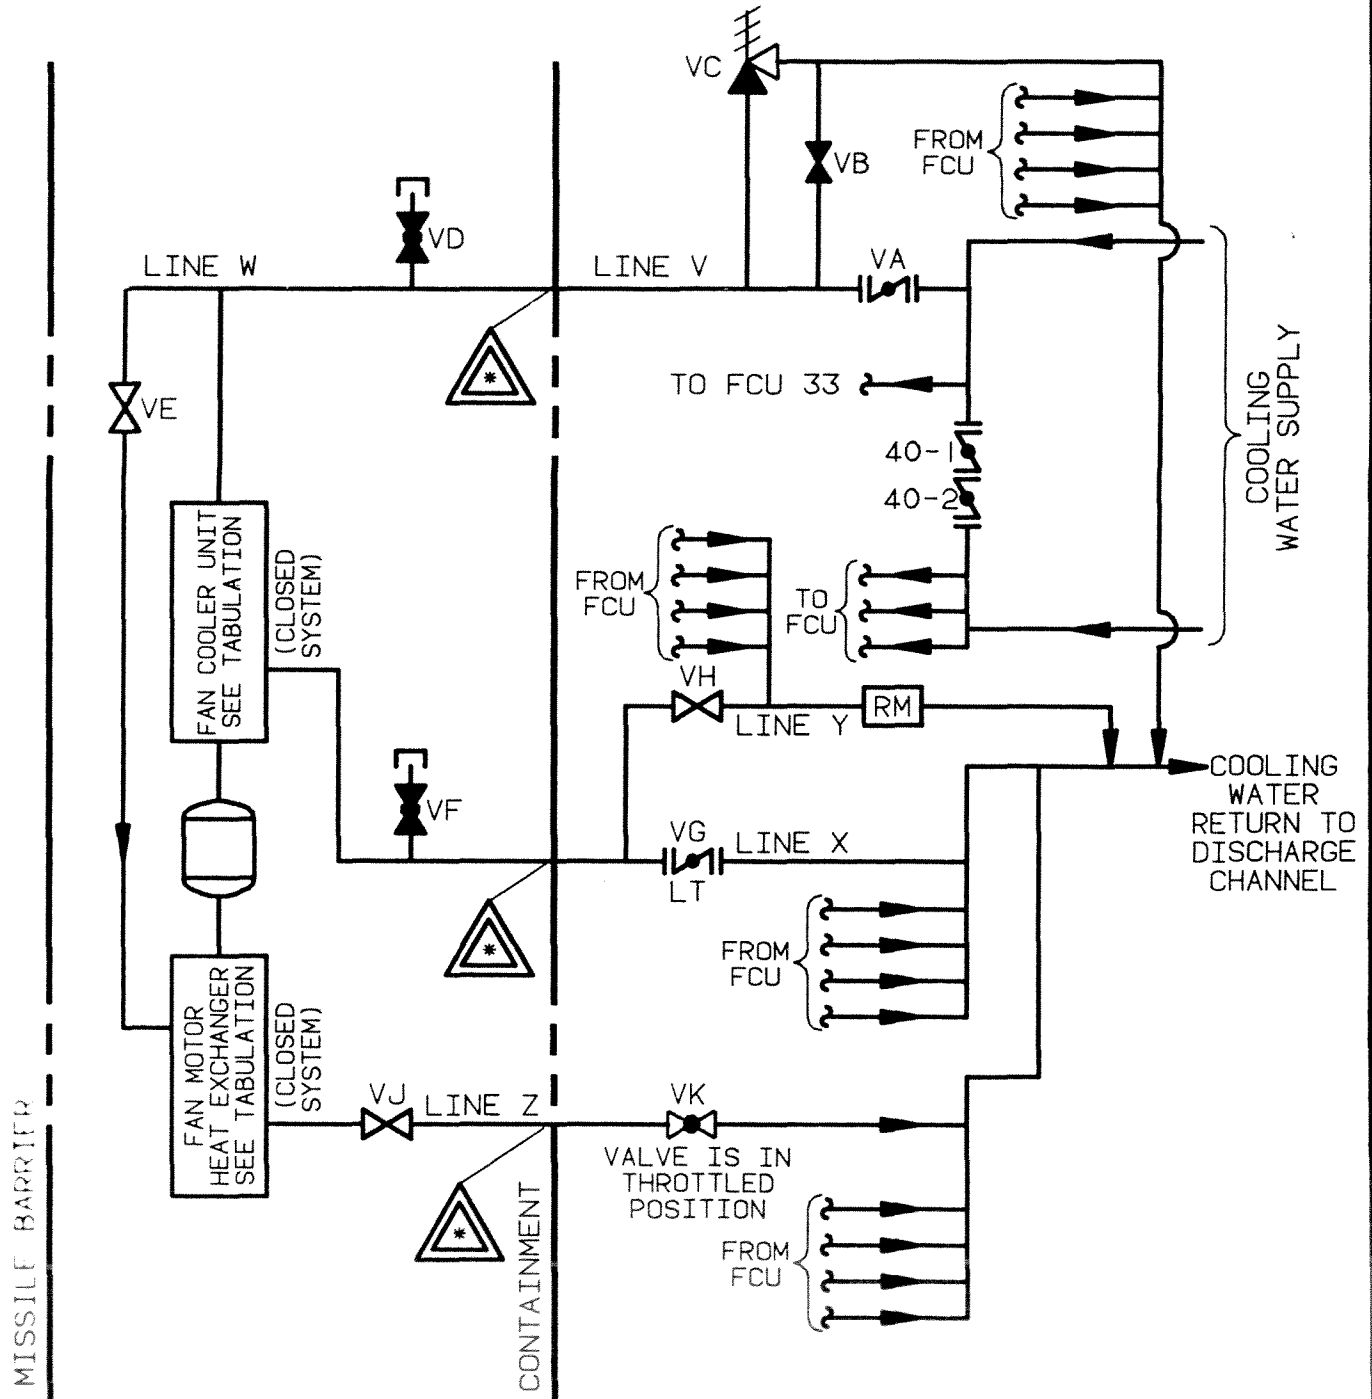 VC
FROM
FCU
VB
VD
LINE W
LINE V
VA
TO FCU 33
COOLING
WATER SUPPLY
VE
40-1
40-2
FAN COOLER UNIT
SEE TABULATION
(CLOSED
SYSTEM)
FROM
FCU
TO
FCU
VH
LINE Y
RM
VF
VG
LINE X
LT
COOLING
WATER
RETURN TO
DISCHARGE
CHANNEL
FROM
FCU
FAN MOTOR
HEAT EXCHANGER
SEE TABULATION
(CLOSED
SYSTEM)
VJ
LINE Z
VK
VALVE IS IN
THROTTLED
POSITION
FROM
FCU
MISSILE BARRIER
CONTAINMENT